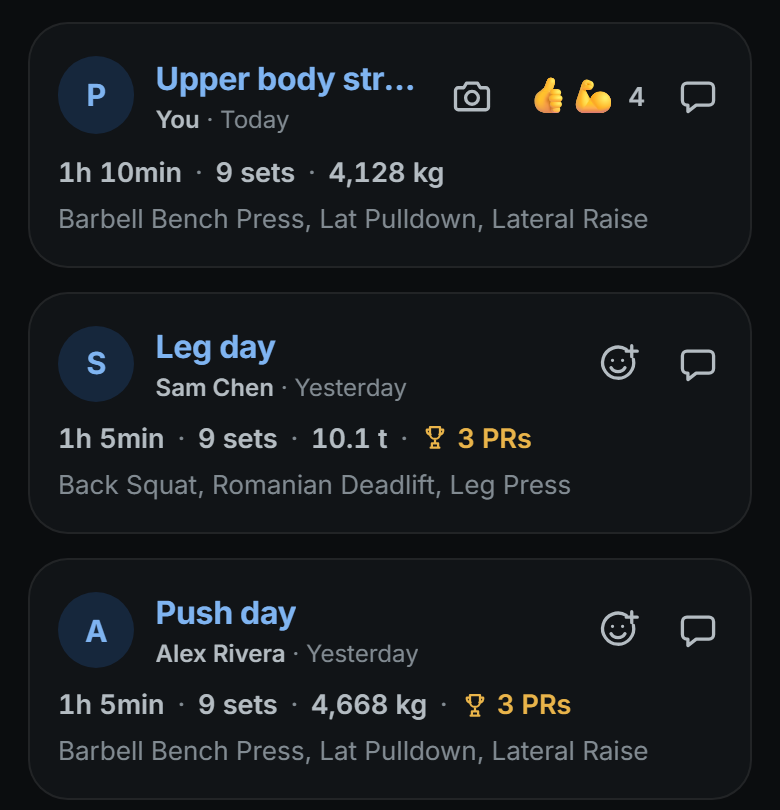 P
Upper body str...
You · Today
👍💪 4
1h 10min · 9 sets · 4,128 kg
Barbell Bench Press, Lat Pulldown, Lateral Raise
S
Leg day
Sam Chen · Yesterday
1h 5min · 9 sets · 10.1 t · 3 PRs
Back Squat, Romanian Deadlift, Leg Press
A
Push day
Alex Rivera · Yesterday
1h 5min · 9 sets · 4,668 kg · 3 PRs
Barbell Bench Press, Lat Pulldown, Lateral Raise